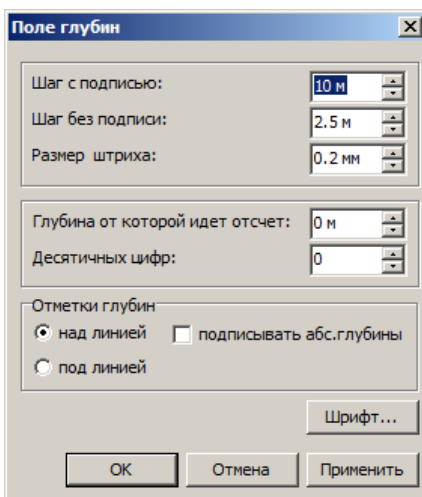 Поле глубин
Шаг с подписью: 10 м
Шаг без подписи: 2.5 м
Размер штриха: 0.2 мм
Глубина от которой идет отсчет: 0 м
Десятичных цифр: 0
Отметки глубин
над линией подписывать абс.глубины
под линией
Шрифт...
OK Отмена Применить